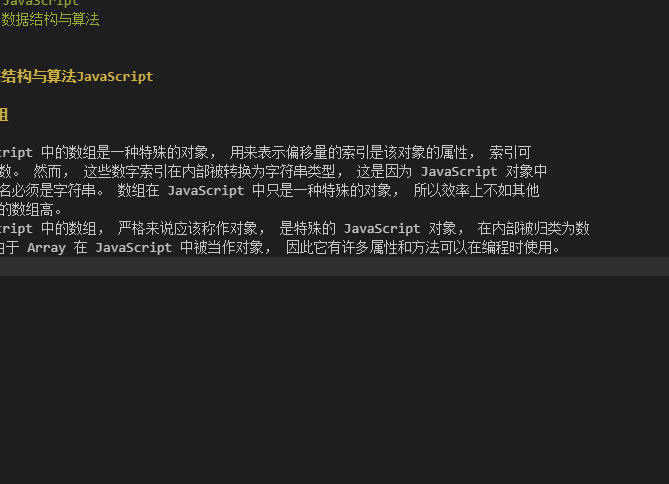 JavaScript
数据结构与算法
结构与算法JavaScript
组
cript 中的数组是一种特殊的对象， 用来表示偏移量的索引是该对象的属性， 索引可
数。 然而， 这些数字索引在内部被转换为字符串类型， 这是因为 JavaScript 对象中
名必须是字符串。 数组在 JavaScript 中只是一种特殊的对象， 所以效率上不如其他
的数组高。
cript 中的数组， 严格来说应该称作对象， 是特殊的 JavaScript 对象， 在内部被归类为数
由于 Array 在 JavaScript 中被当作对象， 因此它有许多属性和方法可以在编程时使用。